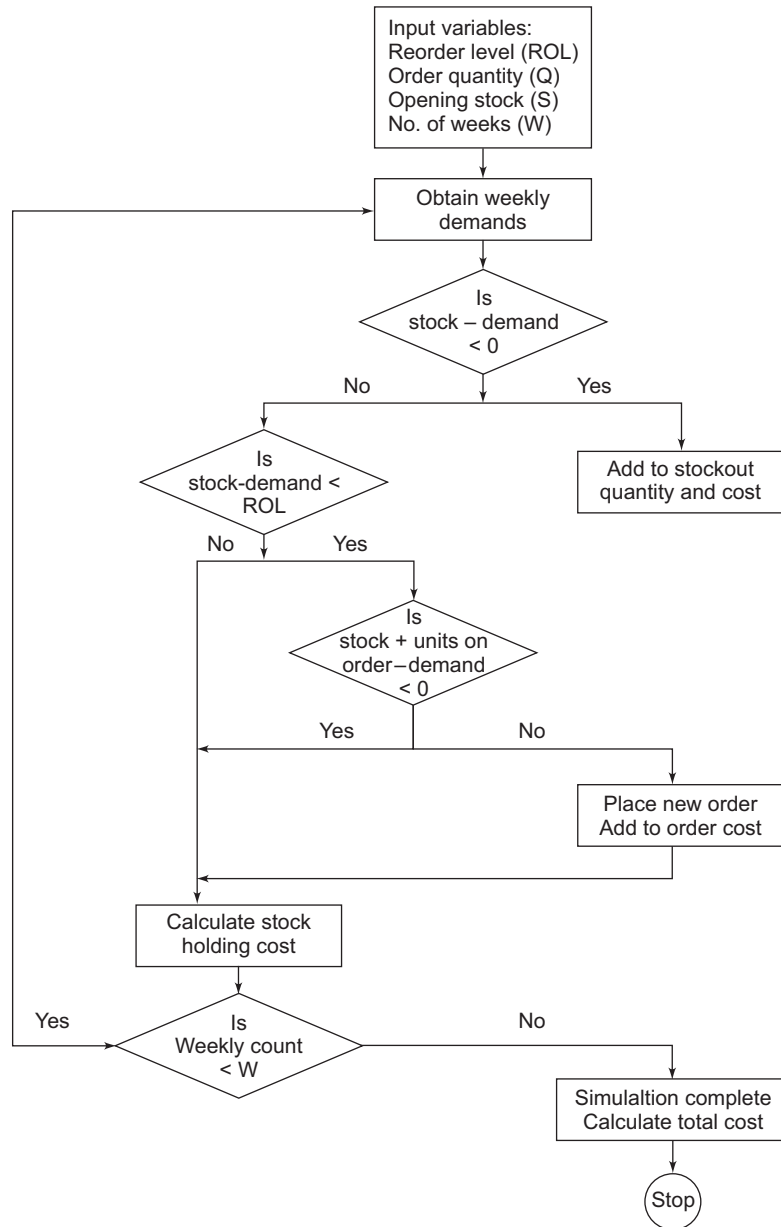 Input variables:
Reorder level (ROL)
Order quantity (Q)
Opening stock (S)
No. of weeks (W)
Obtain weekly
demands
Is
stock – demand
< 0
No
Yes
Is
stock-demand <
ROL
Add to stockout
quantity and cost
No
Yes
Is
stock + units on
order–demand
< 0
Yes
No
Place new order
Add to order cost
Calculate stock
holding cost
Yes
Is
Weekly count
< W
No
Simulaltion complete
Calculate total cost
Stop